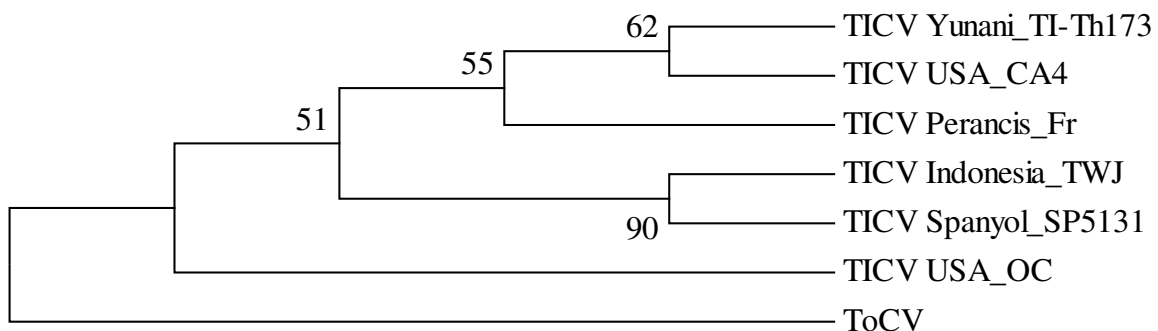 62
TICV Yunani_TI-Th173
55
TICV USA_CA4
51
TICV Perancis_Fr
TICV Indonesia_TWJ
90
TICV Spanyol_SP5131
TICV USA_OC
ToCV